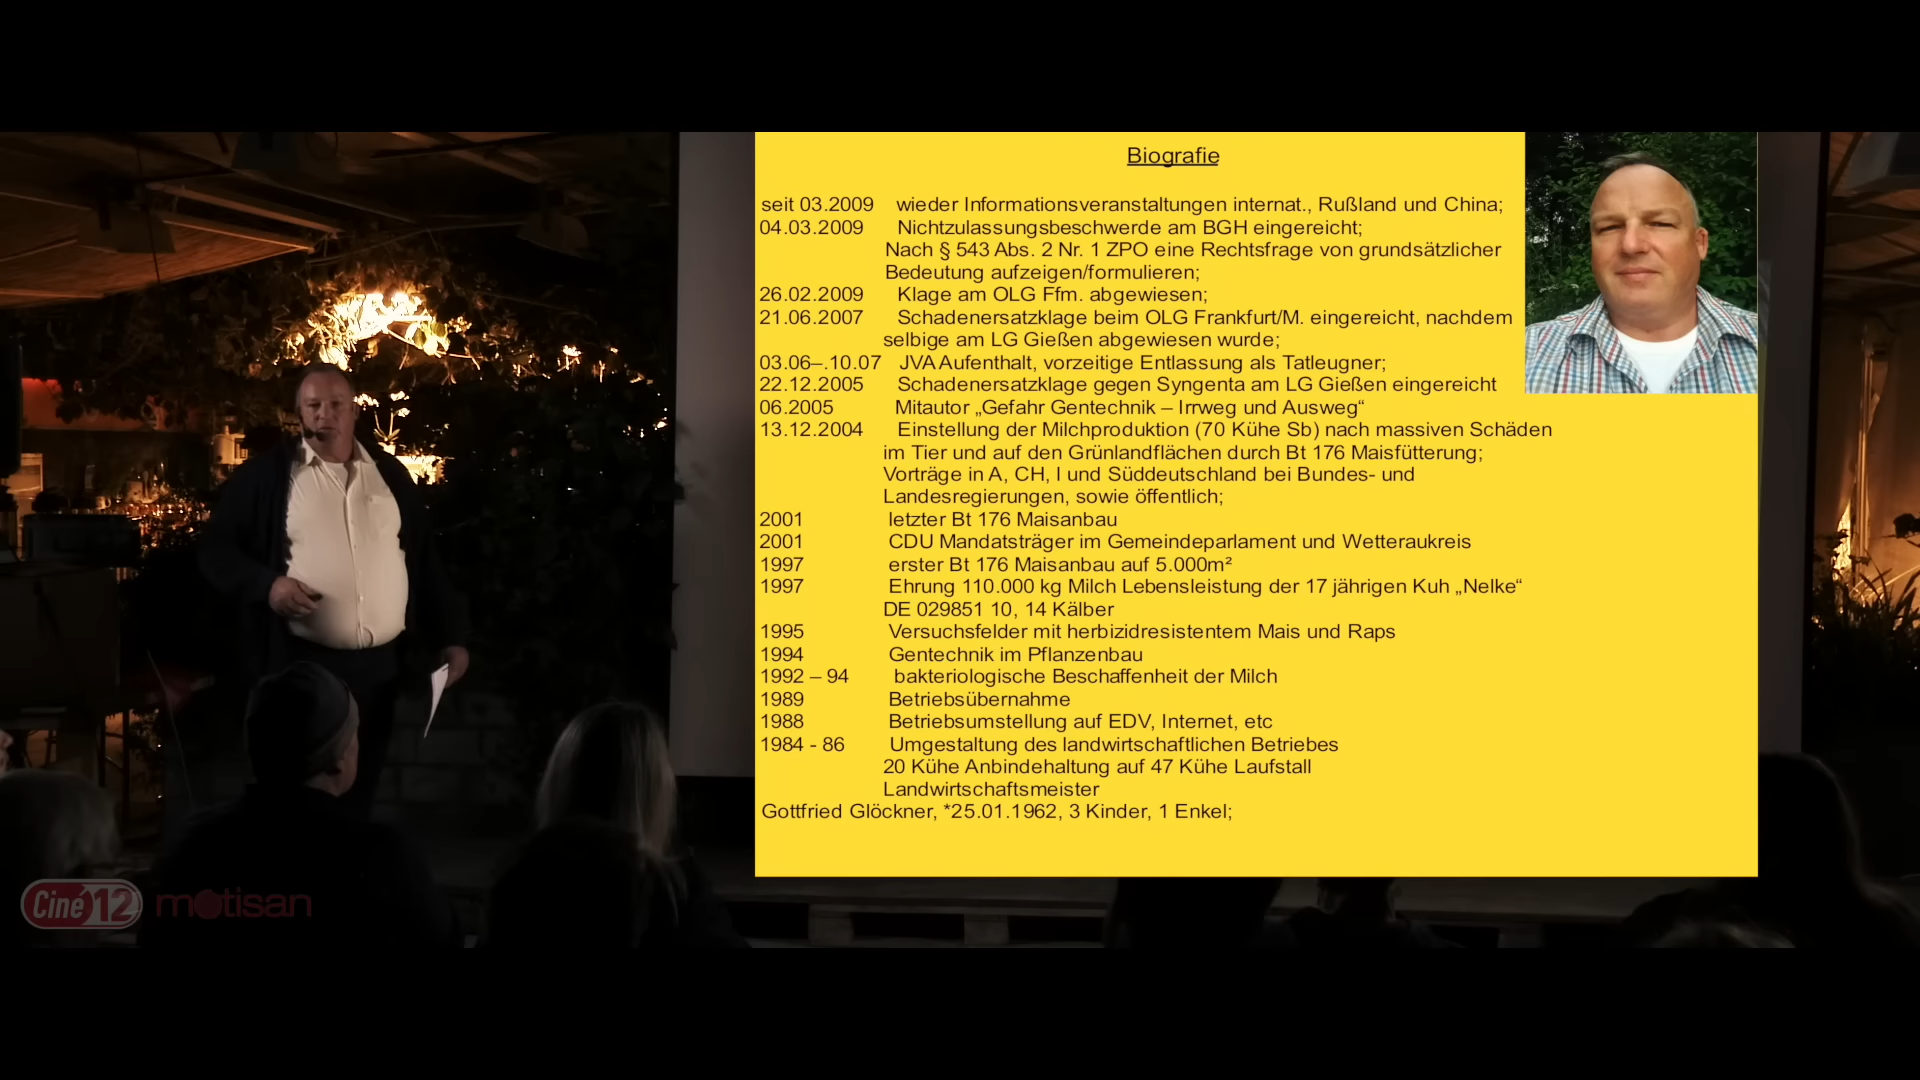 Biografie
seit 03.2009 wieder Informationsveranstaltungen internat., Rußland und China;
04.03.2009 Nichtzulassungsbeschwerde am BGH eingereicht;
Nach § 543 Abs. 2 Nr. 1 ZPO eine Rechtsfrage von grundsätzlicher
Bedeutung aufzeigen/formulieren;
26.02.2009 Klage am OLG Ffm. abgewiesen;
21.06.2007 Schadenersatzklage beim OLG Frankfurt/M. eingereicht, nachdem
selbige am LG Gießen abgewiesen wurde;
03.06–.10.07 JVA Aufenthalt, vorzeitige Entlassung als Tatleugner;
22.12.2005 Schadenersatzklage gegen Syngenta am LG Gießen eingereicht
06.2005 Mitautor „Gefahr Gentechnik – Irrweg und Ausweg“
13.12.2004 Einstellung der Milchproduktion (70 Kühe Sb) nach massiven Schäden
im Tier und auf den Grünlandflächen durch Bt 176 Maisfütterung;
Vorträge in A, CH, I und Süddeutschland bei Bundes- und
Landesregierungen, sowie öffentlich;
2001 letzter Bt 176 Maisanbau
2001 CDU Mandatsträger im Gemeindeparlament und Wetteraukreis
1997 erster Bt 176 Maisanbau auf 5.000m²
1997 Ehrung 110.000 kg Milch Lebensleistung der 17 jährigen Kuh „Nelke“
DE 029851 10, 14 Kälber
1995 Versuchsfelder mit herbizidresistentem Mais und Raps
1994 Gentechnik im Pflanzenbau
1992 – 94 bakteriologische Beschaffenheit der Milch
1989 Betriebsübernahme
1988 Betriebsumstellung auf EDV, Internet, etc
1984 - 86 Umgestaltung des landwirtschaftlichen Betriebes
20 Kühe Anbindehaltung auf 47 Kühe Laufstall
Landwirtschaftsmeister
Gottfried Glöckner, *25.01.1962, 3 Kinder, 1 Enkel;
Ciné 12 motisan